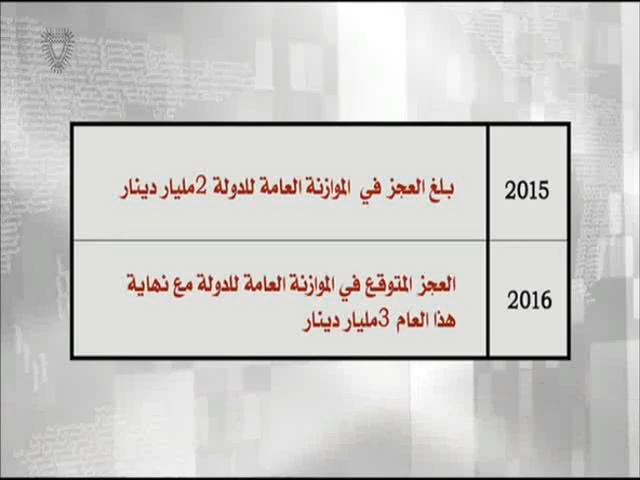 2015
بلغ العجز في الموازنة العامة للدولة 2مليار دينار
2016
العجز المتوقع في الموازنة العامة للدولة مع نهاية
هذا العام 3مليار دينار